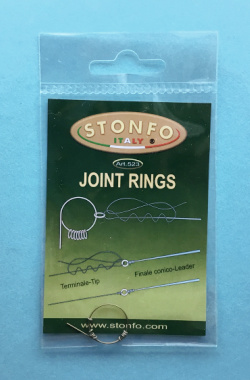 STONFO
ITALY
Art.523
JOINT RINGS
Terminale-Tip
Finale conico-Leader
www.stonfo.com